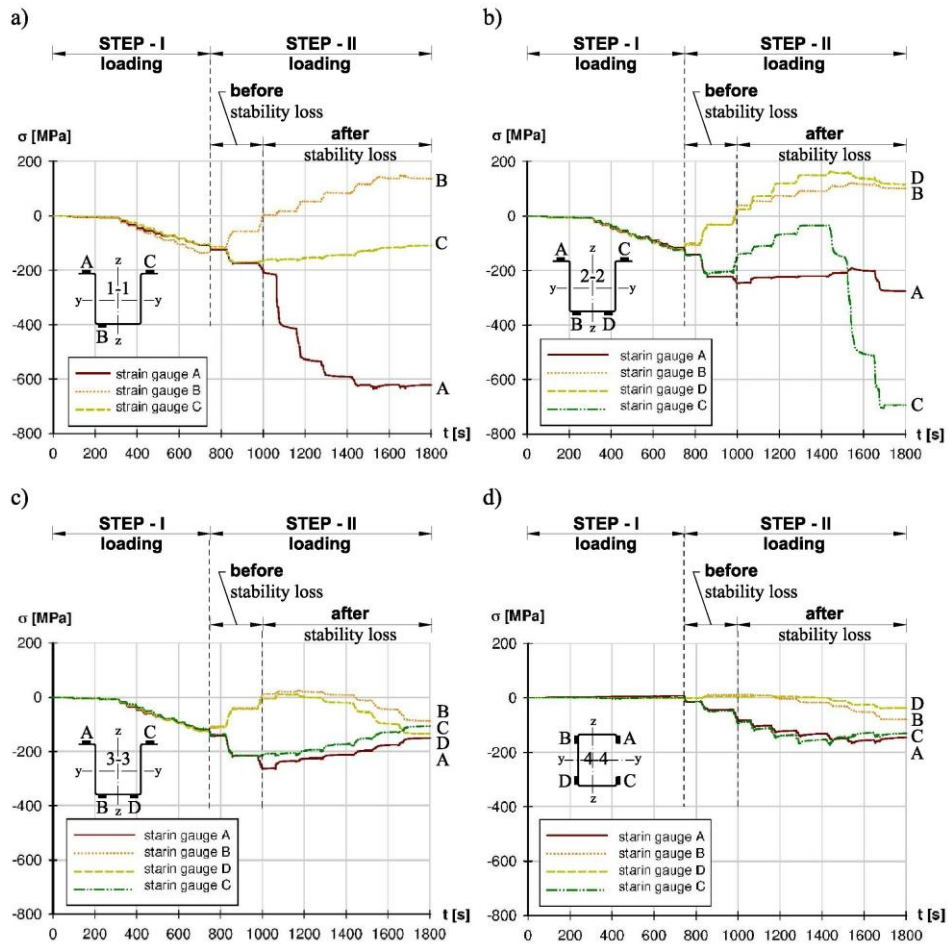 a)
STEP - I
loading
STEP - II
loading
before
stability loss
after
stability loss
σ [MPa]
200
0
-200
-400
-600
-800
B
C
A
A
C
z
1-1
y
y
B
z
strain gauge A
strain gauge B
strain gauge C
t [s]
0 200 400 600 800 1000 1200 1400 1600 1800
b)
STEP - I
loading
STEP - II
loading
before
stability loss
after
stability loss
σ [MPa]
200
0
-200
-400
-600
-800
D
B
A
C
A
C
z
2-2
y
y
B
D
z
starin gauge A
starin gauge B
starin gauge D
starin gauge C
t [s]
0 200 400 600 800 1000 1200 1400 1600 1800
c)
STEP - I
loading
STEP - II
loading
before
stability loss
after
stability loss
σ [MPa]
200
0
-200
-400
-600
-800
B
C
D
A
A
C
z
3-3
y
y
B
D
z
starin gauge A
starin gauge B
starin gauge D
starin gauge C
t [s]
0 200 400 600 800 1000 1200 1400 1600 1800
d)
STEP - I
loading
STEP - II
loading
before
stability loss
after
stability loss
σ [MPa]
200
0
-200
-400
-600
-800
D
B
C
A
z
B
A
y
4-4
y
D
C
z
starin gauge A
starin gauge B
starin gauge D
starin gauge C
t [s]
0 200 400 600 800 1000 1200 1400 1600 1800